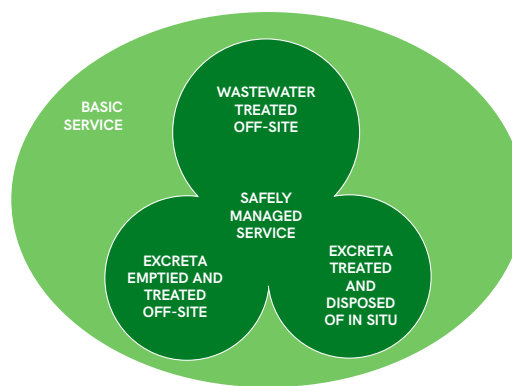 WASTEWATER
TREATED
OFF-SITE
BASIC
SERVICE
SAFELY
MANAGED
SERVICE
EXCRETA
EMPTIED AND
TREATED
OFF-SITE
EXCRETA
TREATED
AND
DISPOSED
OF IN SITU